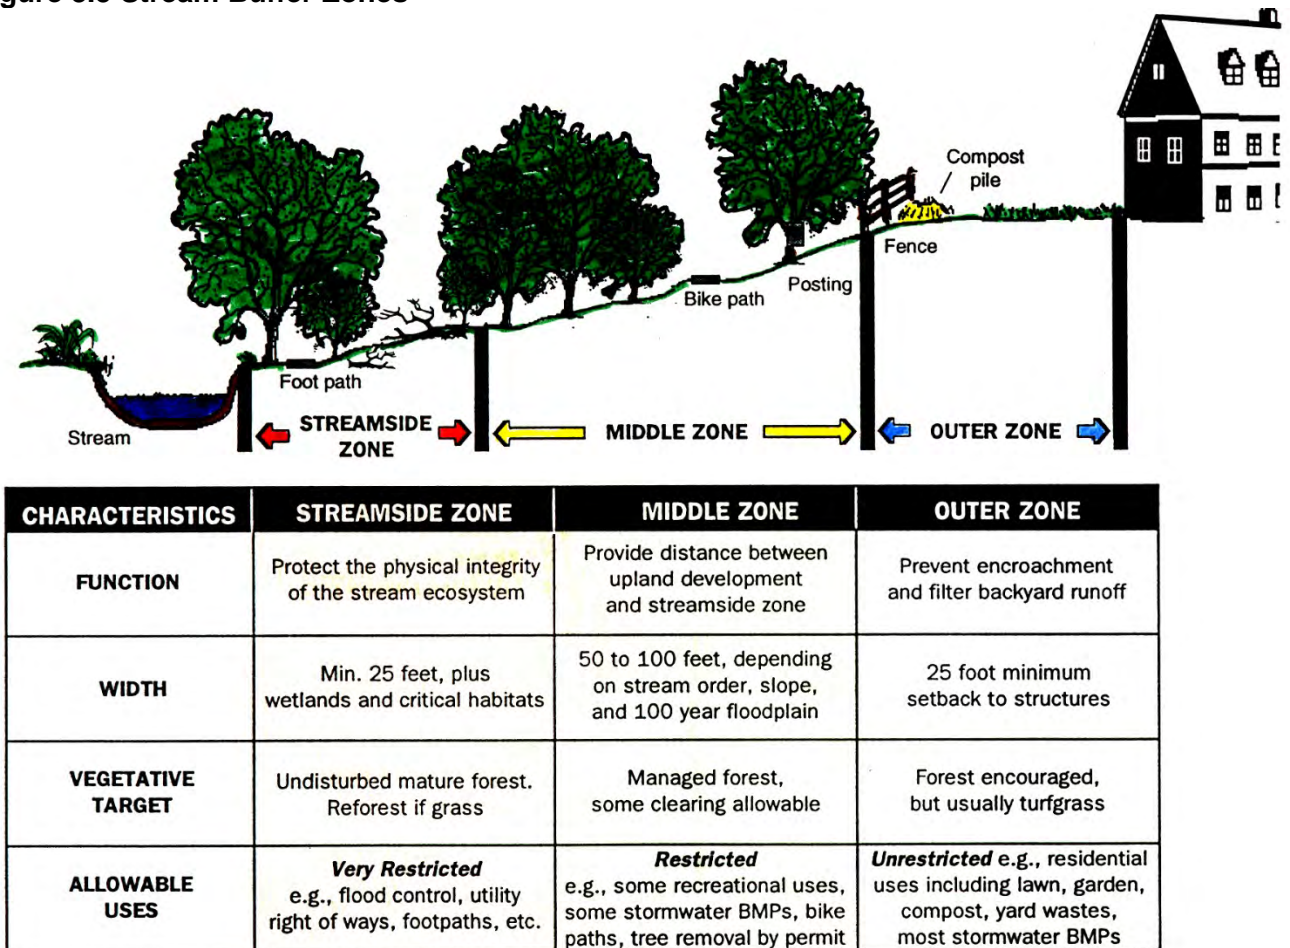 Figure 3.3 Stream Buffer Zones
Compost
pile
Fence
Posting
Bike path
Foot path
Stream
STREAMSIDE
ZONE
MIDDLE ZONE
OUTER ZONE
CHARACTERISTICS
STREAMSIDE ZONE
MIDDLE ZONE
OUTER ZONE
FUNCTION
Protect the physical integrity
of the stream ecosystem
Provide distance between
upland development
and streamside zone
Prevent encroachment
and filter backyard runoff
WIDTH
Min. 25 feet, plus
wetlands and critical habitats
50 to 100 feet, depending
on stream order, slope,
and 100 year floodplain
25 foot minimum
setback to structures
VEGETATIVE
TARGET
Undisturbed mature forest.
Reforest if grass
Managed forest,
some clearing allowable
Forest encouraged,
but usually turfgrass
ALLOWABLE
USES
Very Restricted
e.g., flood control, utility
right of ways, footpaths, etc.
Restricted
e.g., some recreational uses,
some stormwater BMPs, bike
paths, tree removal by permit
Unrestricted e.g., residential
uses including lawn, garden,
compost, yard wastes,
most stormwater BMPs